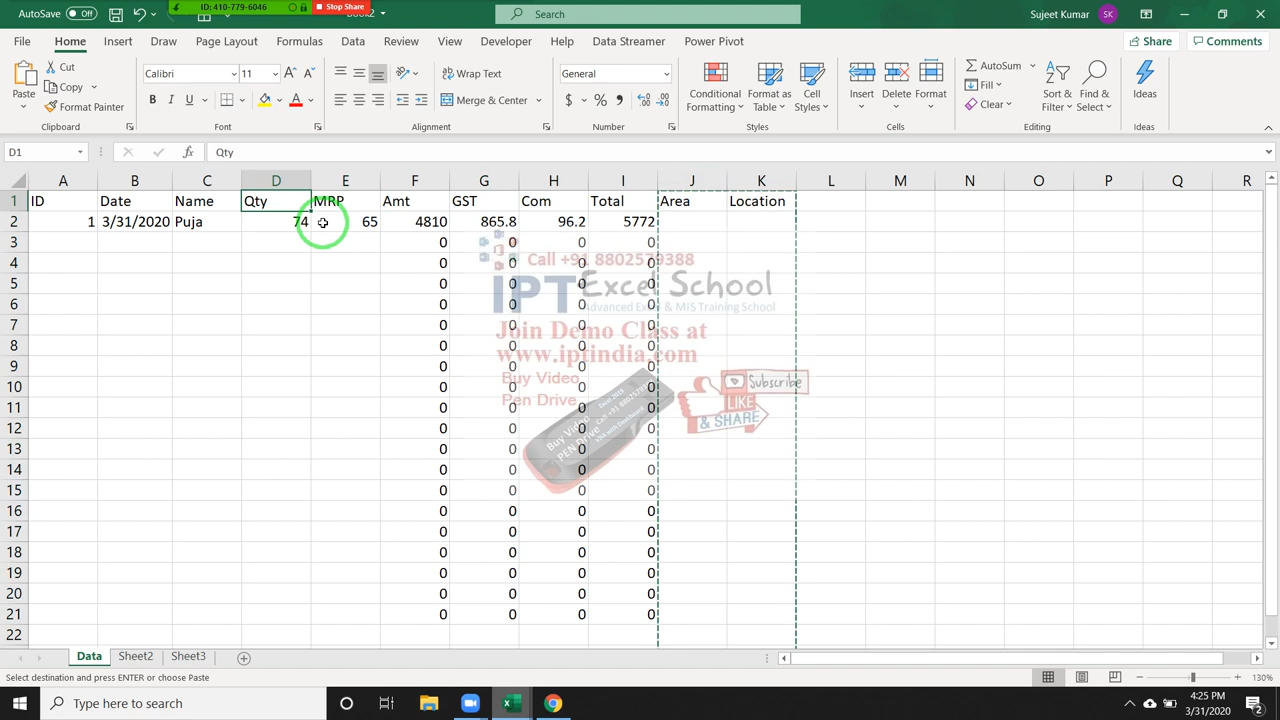 AutoSave Off Book2 ID: 410-779-6046 Stop Share Search Sujeet Kumar SK
File Home Insert Draw Page Layout Formulas Data Review View Developer Help Data Streamer Power Pivot Share Comments
Paste Cut Copy Format Painter Clipboard
Calibri 11 B I U A A A Font
Wrap Text Merge & Center Alignment
General $ % , Number
Conditional Formatting Format as Table Cell Styles Styles
Insert Delete Format Cells
AutoSum Fill Clear Sort & Filter Find & Select Editing
Ideas Ideas
D1 fx Qty
A B C D E F G H I J K L M N O P Q R
1 ID Date Name Qty MRP Amt GST Com Total Area Location
2 1 3/31/2020 Puja 74 65 4810 865.8 96.2 5772
3 0 0 0 0
4 0 0 0 0
5 0 0 0 0
6 0 0 0 0
7 0 0 0 0
8 0 0 0 0
9 0 0 0 0
10 0 0 0 0
11 0 0 0 0
12 0 0 0 0
13 0 0 0 0
14 0 0 0 0
15 0 0 0 0
16 0 0 0 0
17 0 0 0 0
18 0 0 0 0
19 0 0 0 0
20 0 0 0 0
21 0 0 0 0
22
Call +91 8802579388
IPT Excel School
Advanced Excel & MIS Training School
Join Demo Class at
www.iptindia.com
Buy Video
Pen Drive
Subscribe
LIKE
& SHARE
Buy Video
PEN Drive
Data Sheet2 Sheet3
Select destination and press ENTER or choose Paste 130%
Type here to search
4:25 PM
3/31/2020
2